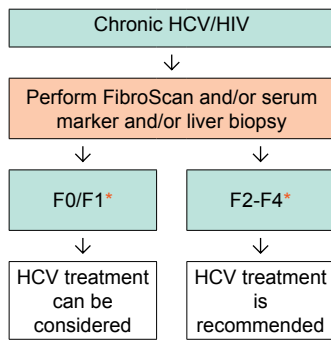 Chronic HCV/HIV
Perform FibroScan and/or serum
marker and/or liver biopsy
F0/F1*
F2-F4*
HCV treatment
can be
considered
HCV treatment
is
recommended